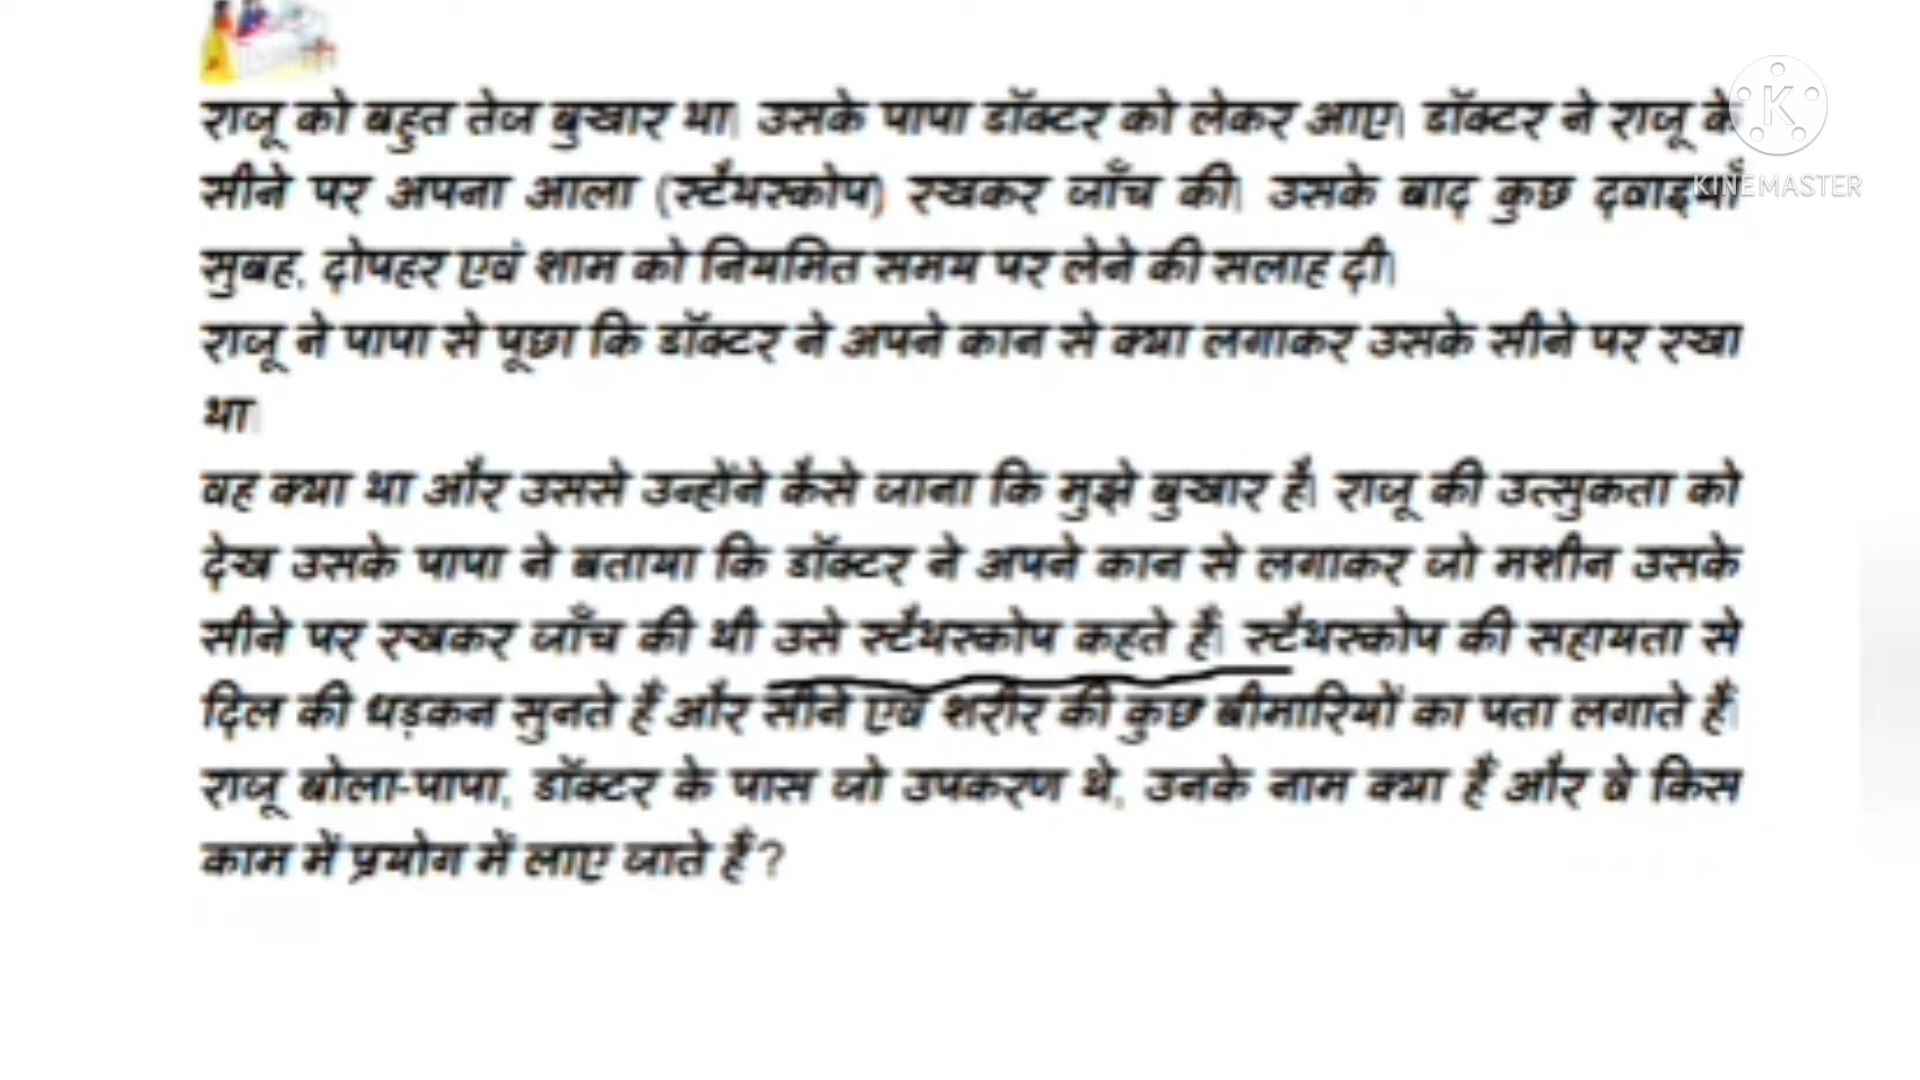 राजू को बहुत तेज बुखार था। उसके पापा डॉक्टर को लेकर आए। डॉक्टर ने राजू के
सीने पर अपना आला (स्टैथस्कोप) रखकर जाँच की। उसके बाद कुछ दवाइयाँ
सुबह, दोपहर एवं शाम को नियमित समय पर लेने की सलाह दी।
राजू ने पापा से पूछा कि डॉक्टर ने अपने कान से क्या लगाकर उसके सीने पर रखा
था।
वह क्या था और उससे उन्होंने कैसे जाना कि मुझे बुखार है। राजू की उत्सुकता को
देख उसके पापा ने बताया कि डॉक्टर ने अपने कान से लगाकर जो मशीन उसके
सीने पर रखकर जाँच की थी उसे स्टैथस्कोप कहते हैं। स्टैथस्कोप की सहायता से
दिल की धड़कन सुनते हैं और सीने एवं शरीर की कुछ बीमारियों का पता लगाते हैं।
राजू बोला-पापा, डॉक्टर के पास जो उपकरण थे, उनके नाम क्या हैं और वे किस
काम में प्रयोग में लाए जाते हैं?
K
KINEMASTER